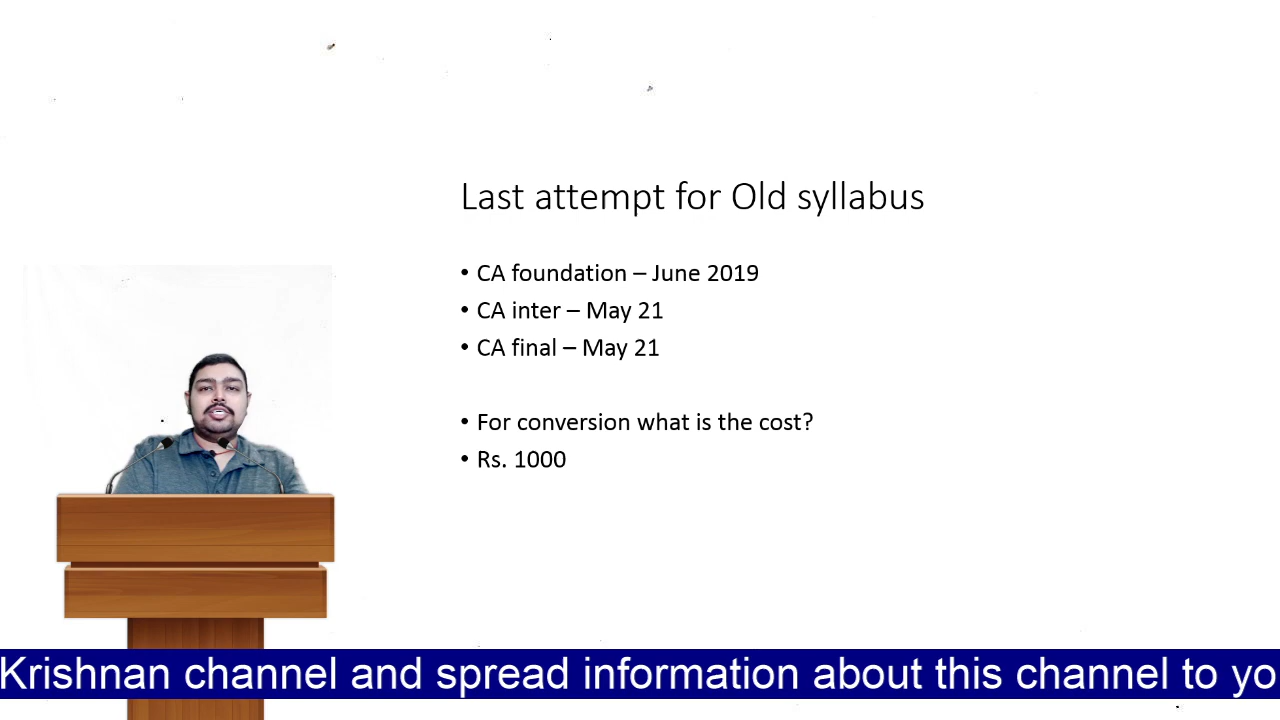 Last attempt for Old syllabus
• CA foundation – June 2019
• CA inter – May 21
• CA final – May 21
• For conversion what is the cost?
• Rs. 1000
Krishnan channel and spread information about this channel to yo